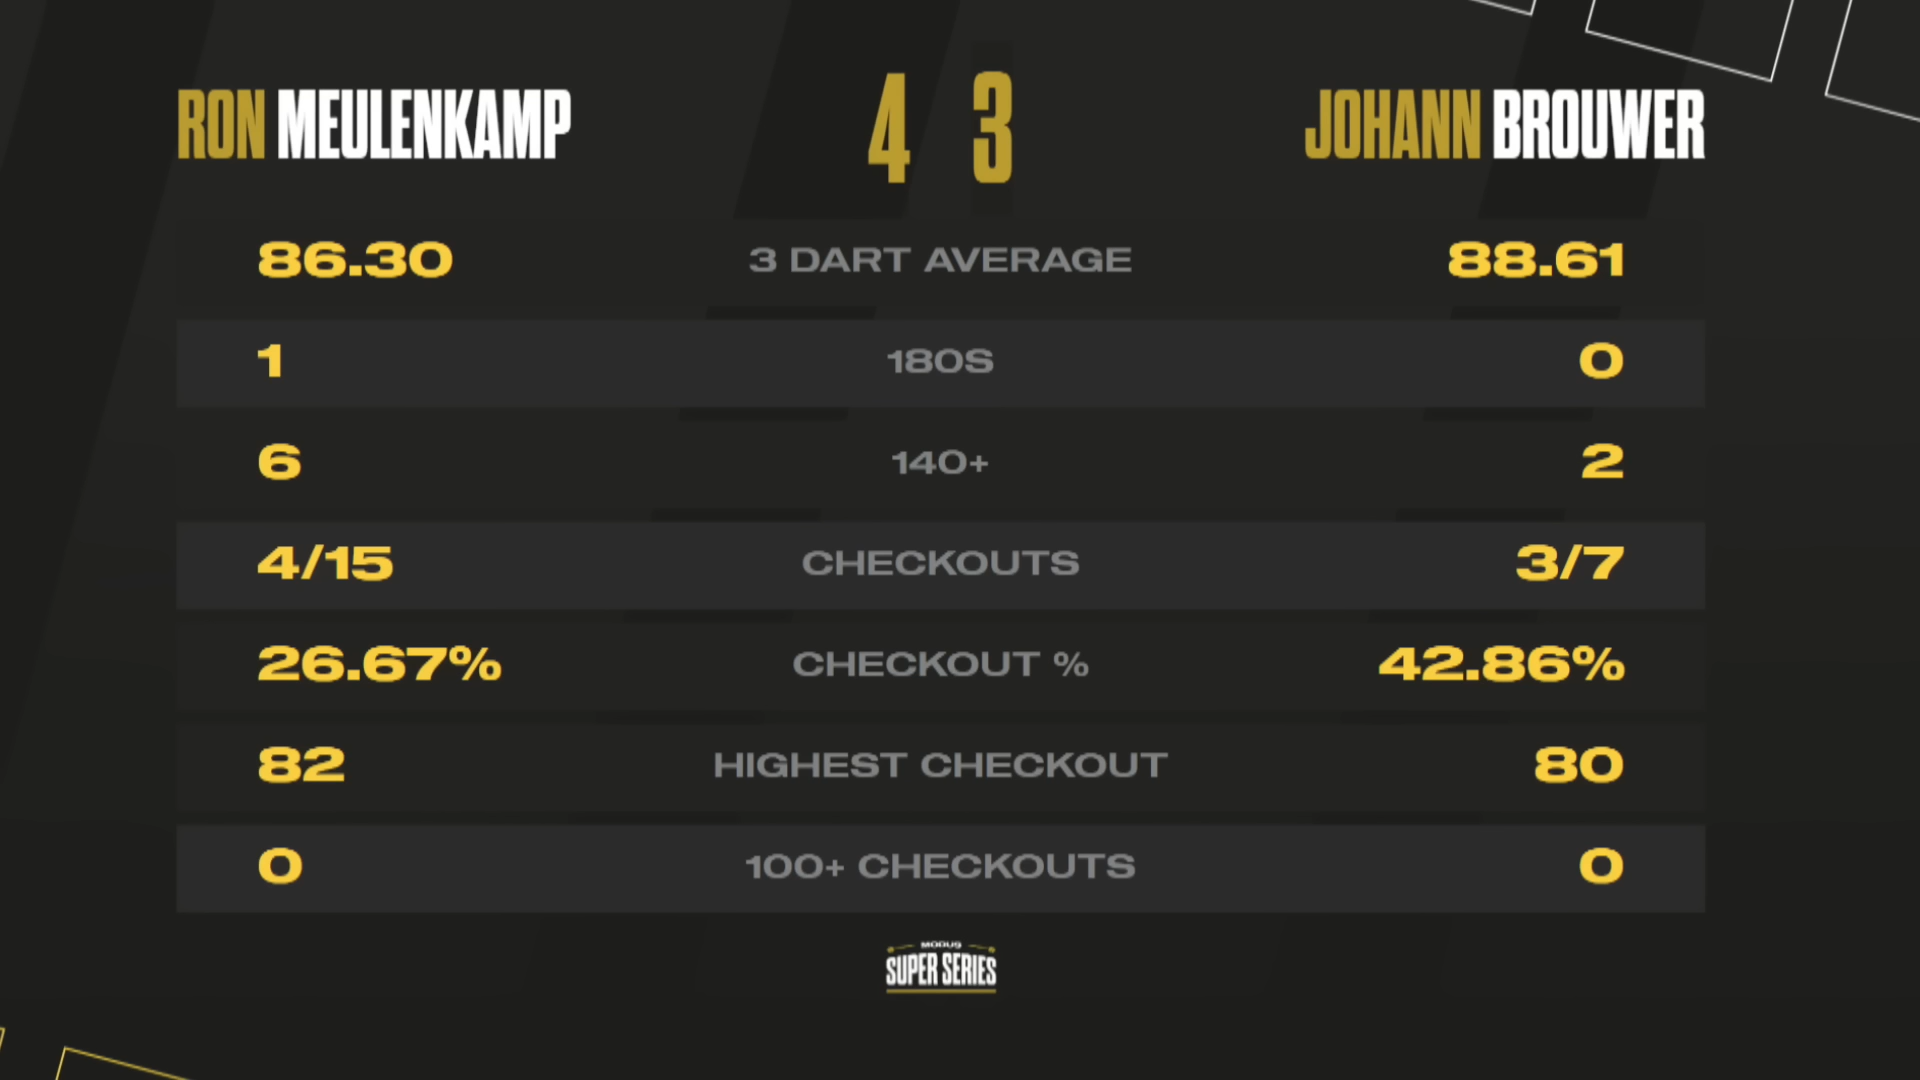 RON MEULENKAMP 4 3 JOHANN BROUWER
86.30 3 DART AVERAGE 88.61
1 180S 0
6 140+ 2
4/15 CHECKOUTS 3/7
26.67% CHECKOUT % 42.86%
82 HIGHEST CHECKOUT 80
0 100+ CHECKOUTS 0
MODUS
SUPER SERIES